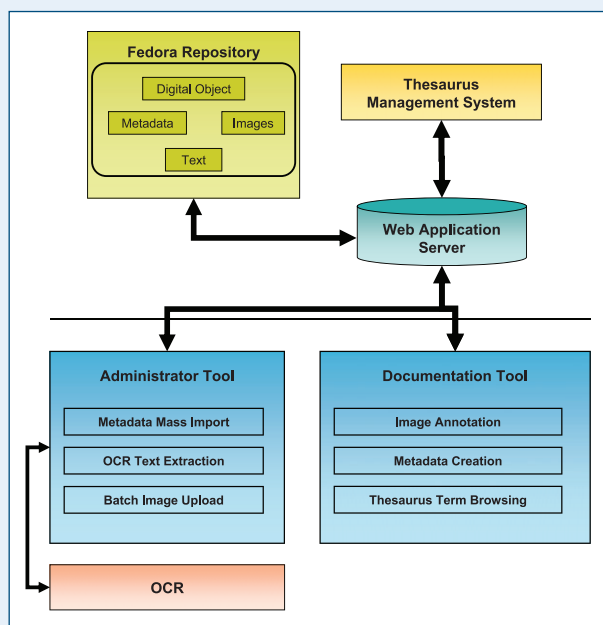 Fedora Repository
Digital Object
Metadata
Images
Text
Thesaurus
Management System
Web Application
Server
Administrator Tool
Metadata Mass Import
OCR Text Extraction
Batch Image Upload
Documentation Tool
Image Annotation
Metadata Creation
Thesaurus Term Browsing
OCR